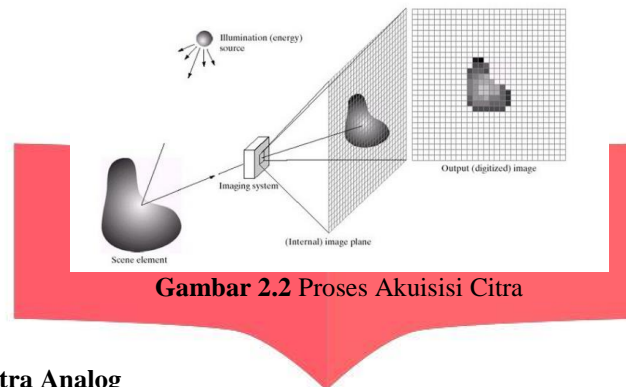 Illumination (energy)
source
Imaging system
Output (digitized) image
(Internal) image plane
Scene element
Gambar 2.2 Proses Akuisisi Citra
tra Analog